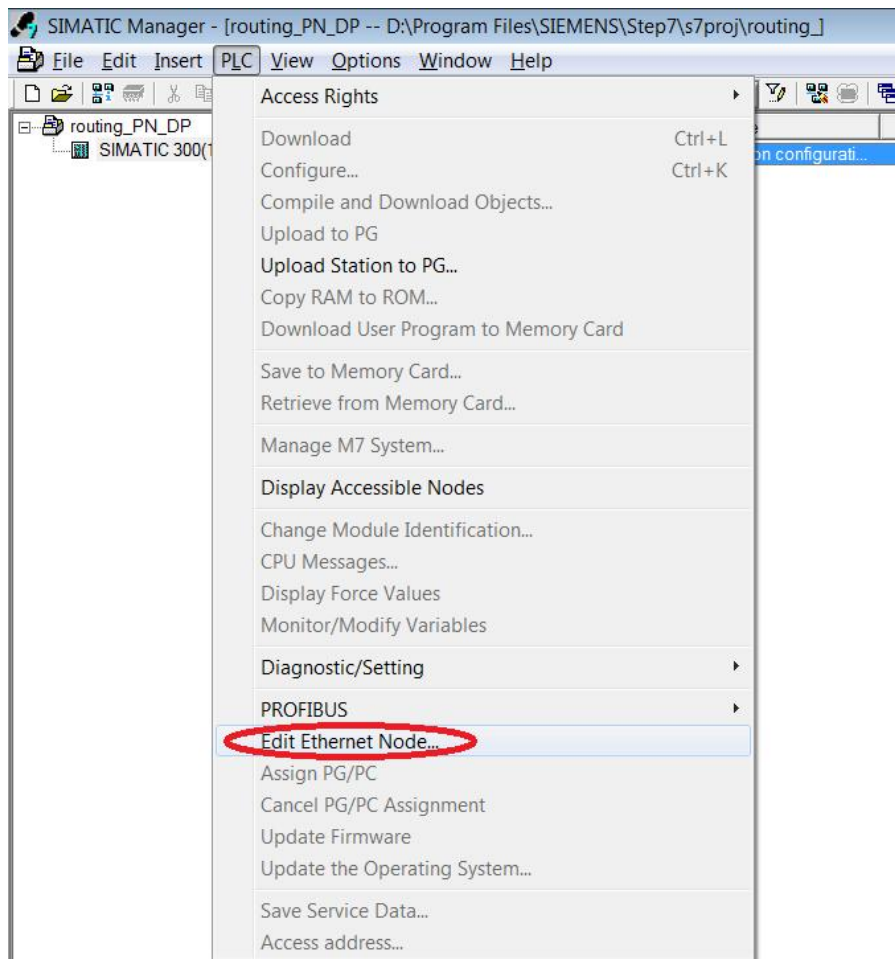 SIMATIC Manager - [routing_PN_DP -- D:\Program Files\SIEMENS\Step7\s7proj\routing_]
File Edit Insert PLC View Options Window Help
Access Rights
routing_PN_DP
SIMATIC 300(1
Download Ctrl+L
on configurati...
Configure... Ctrl+K
Compile and Download Objects...
Upload to PG
Upload Station to PG...
Copy RAM to ROM...
Download User Program to Memory Card
Save to Memory Card...
Retrieve from Memory Card...
Manage M7 System...
Display Accessible Nodes
Change Module Identification...
CPU Messages...
Display Force Values
Monitor/Modify Variables
Diagnostic/Setting
PROFIBUS
Edit Ethernet Node...
Assign PG/PC
Cancel PG/PC Assignment
Update Firmware
Update the Operating System...
Save Service Data...
Access address...